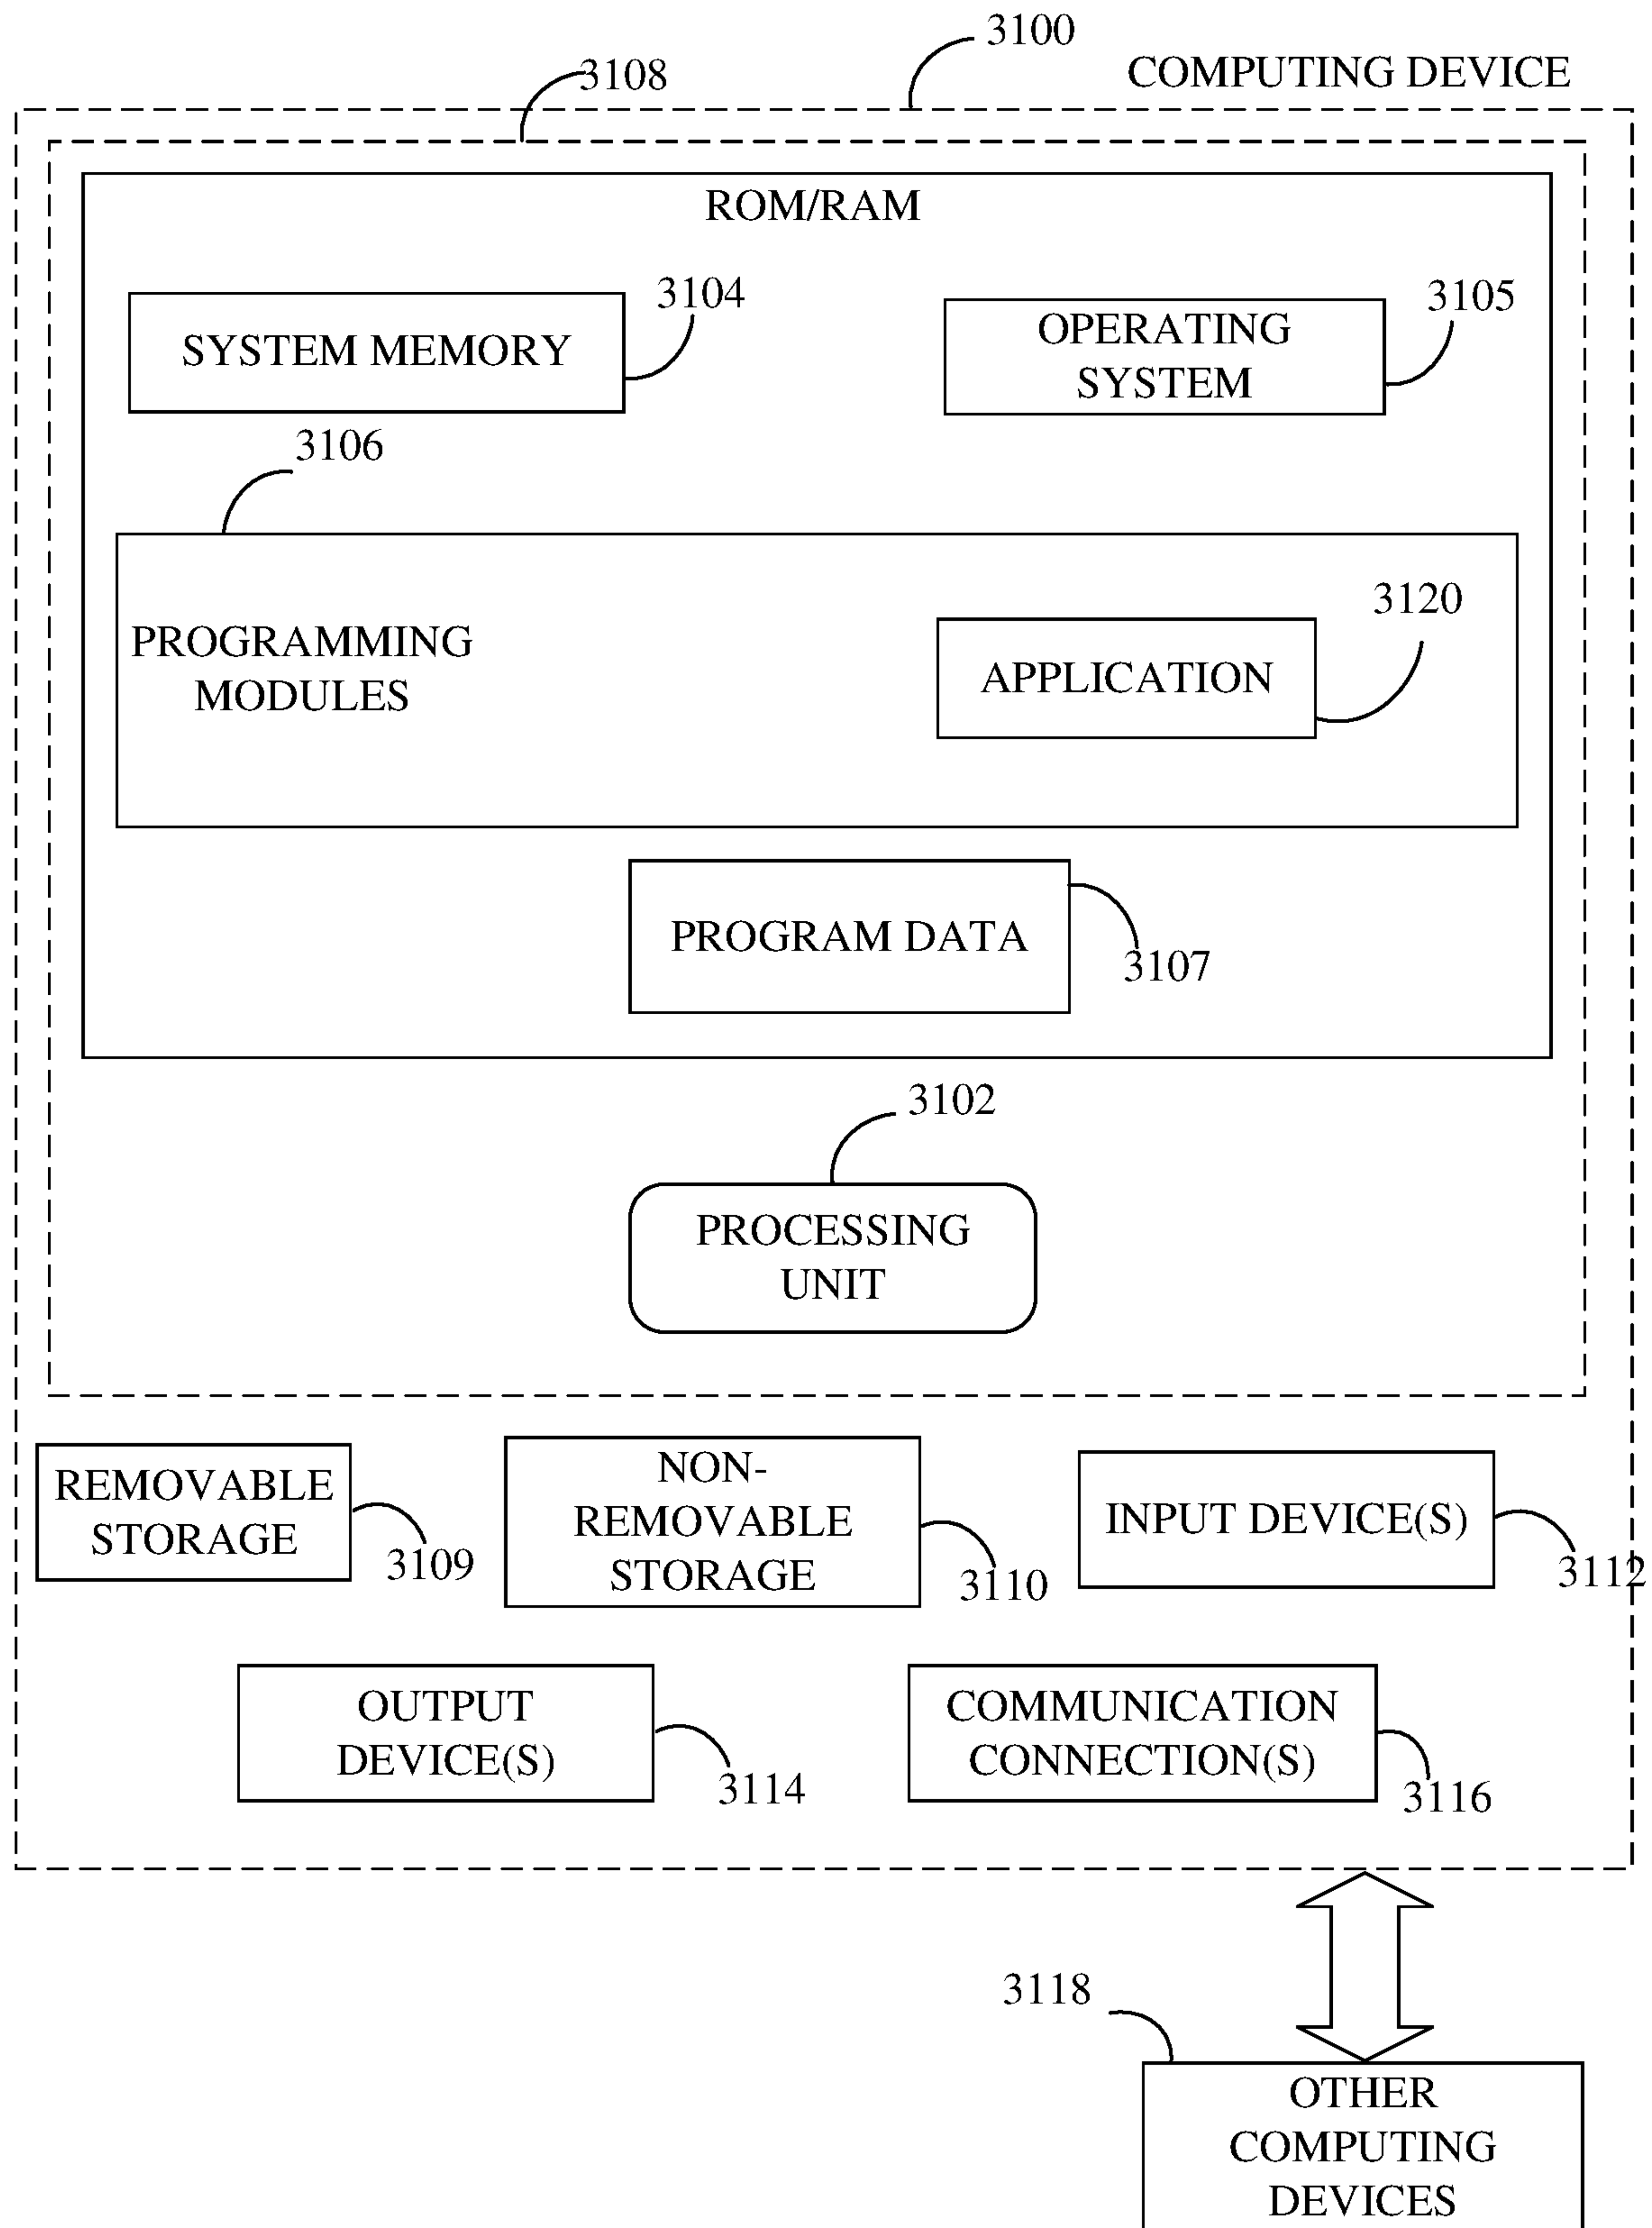 3100
COMPUTING DEVICE
3108
ROM/RAM
3104
SYSTEM MEMORY
3105
OPERATING
SYSTEM
3106
PROGRAMMING
MODULES
3120
APPLICATION
PROGRAM DATA
3107
3102
PROCESSING
UNIT
REMOVABLE
STORAGE
3109
NON-
REMOVABLE
STORAGE
3110
INPUT DEVICE(S)
3112
OUTPUT
DEVICE(S)
3114
COMMUNICATION
CONNECTION(S)
3116
3118
OTHER
COMPUTING
DEVICES